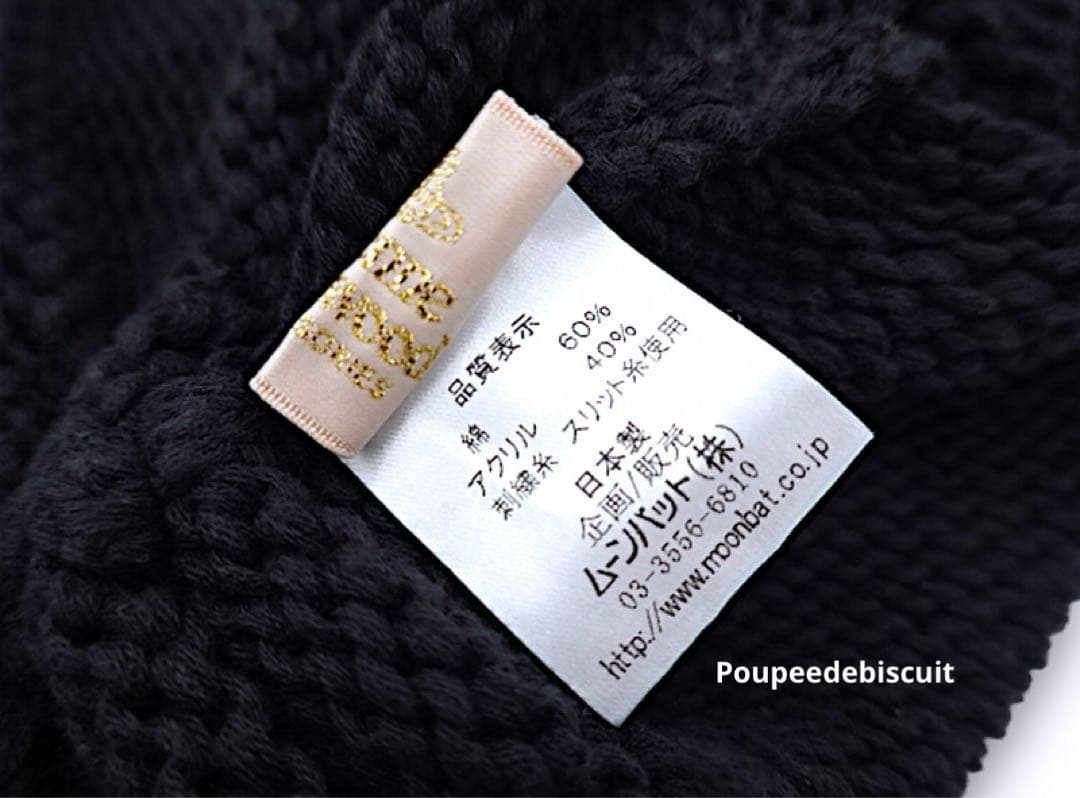 品質表示
綿 60%
アクリル 40%
刺繍糸 スリット糸使用
日本製
企画/販売
ムーンバット(株)
03-3556-6810
http://www.moonbat.co.jp
Poupeedebiscuit